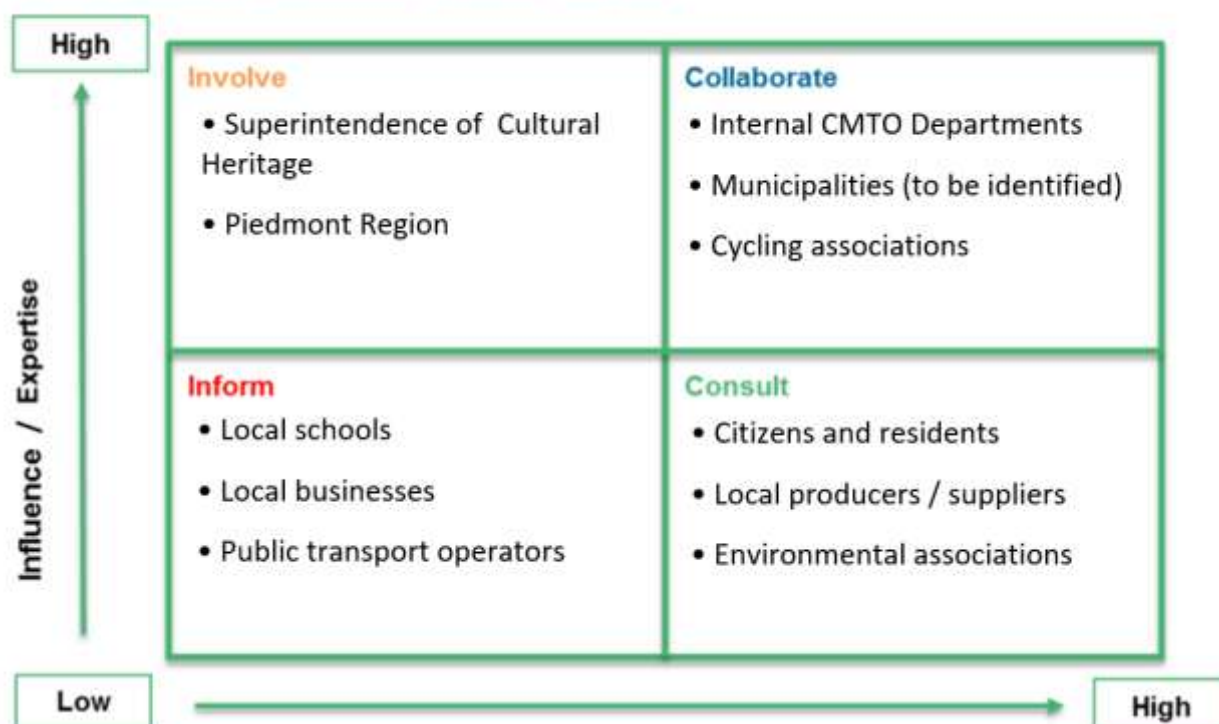 High
Involve
• Superintendence of Cultural
Heritage
• Piedmont Region
Collaborate
• Internal CMTO Departments
• Municipalities (to be identified)
• Cycling associations
Influence / Expertise
Inform
• Local schools
• Local businesses
• Public transport operators
Consult
• Citizens and residents
• Local producers / suppliers
• Environmental associations
Low
High